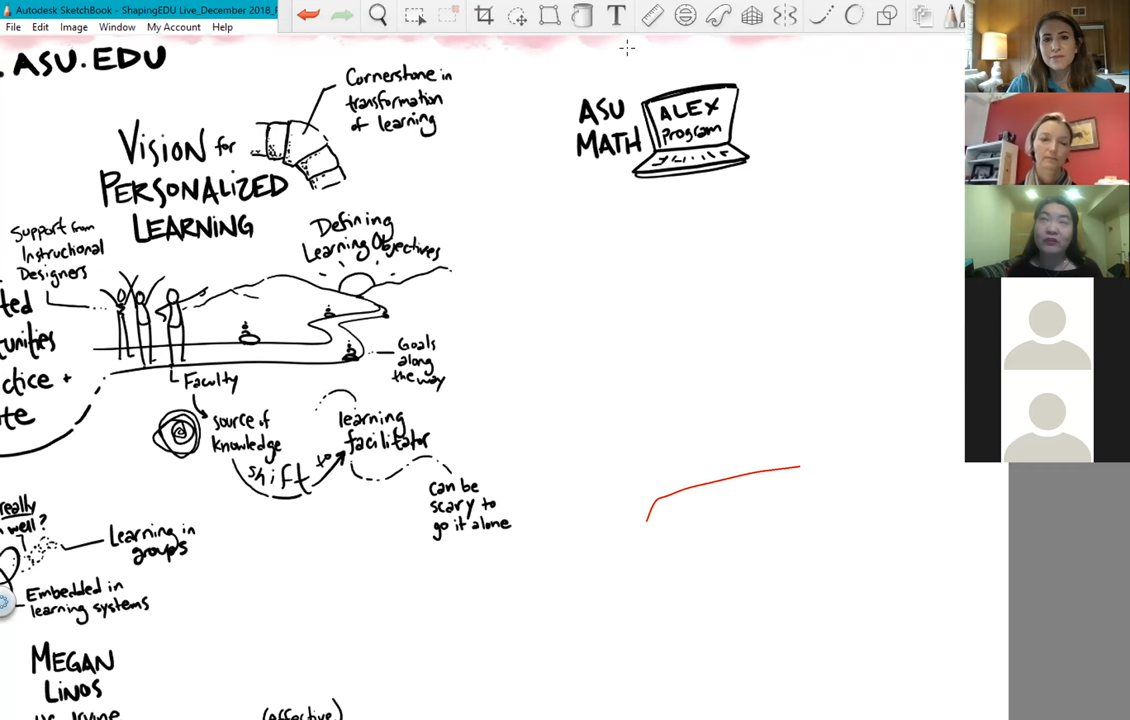 Autodesk SketchBook - ShapingEDU Live_December 2018_
File Edit Image Window My Account Help
T
. ASU.EDU
Cornerstone in
transformation
of learning
VISION for
PERSONALIZED
LEARNING
ASU
MATH
ALEX
Program
Support from
Instructional
Designers
Defining
Learning Objectives
Goals
along
the way
Faculty
source of
knowledge
shift to
learning
facilitator
can be
scary to
go it alone
ted
unities
ctice +
te
really
well?
Learning in
groups
Embedded in
learning systems
MEGAN
LINOS
(Affective)